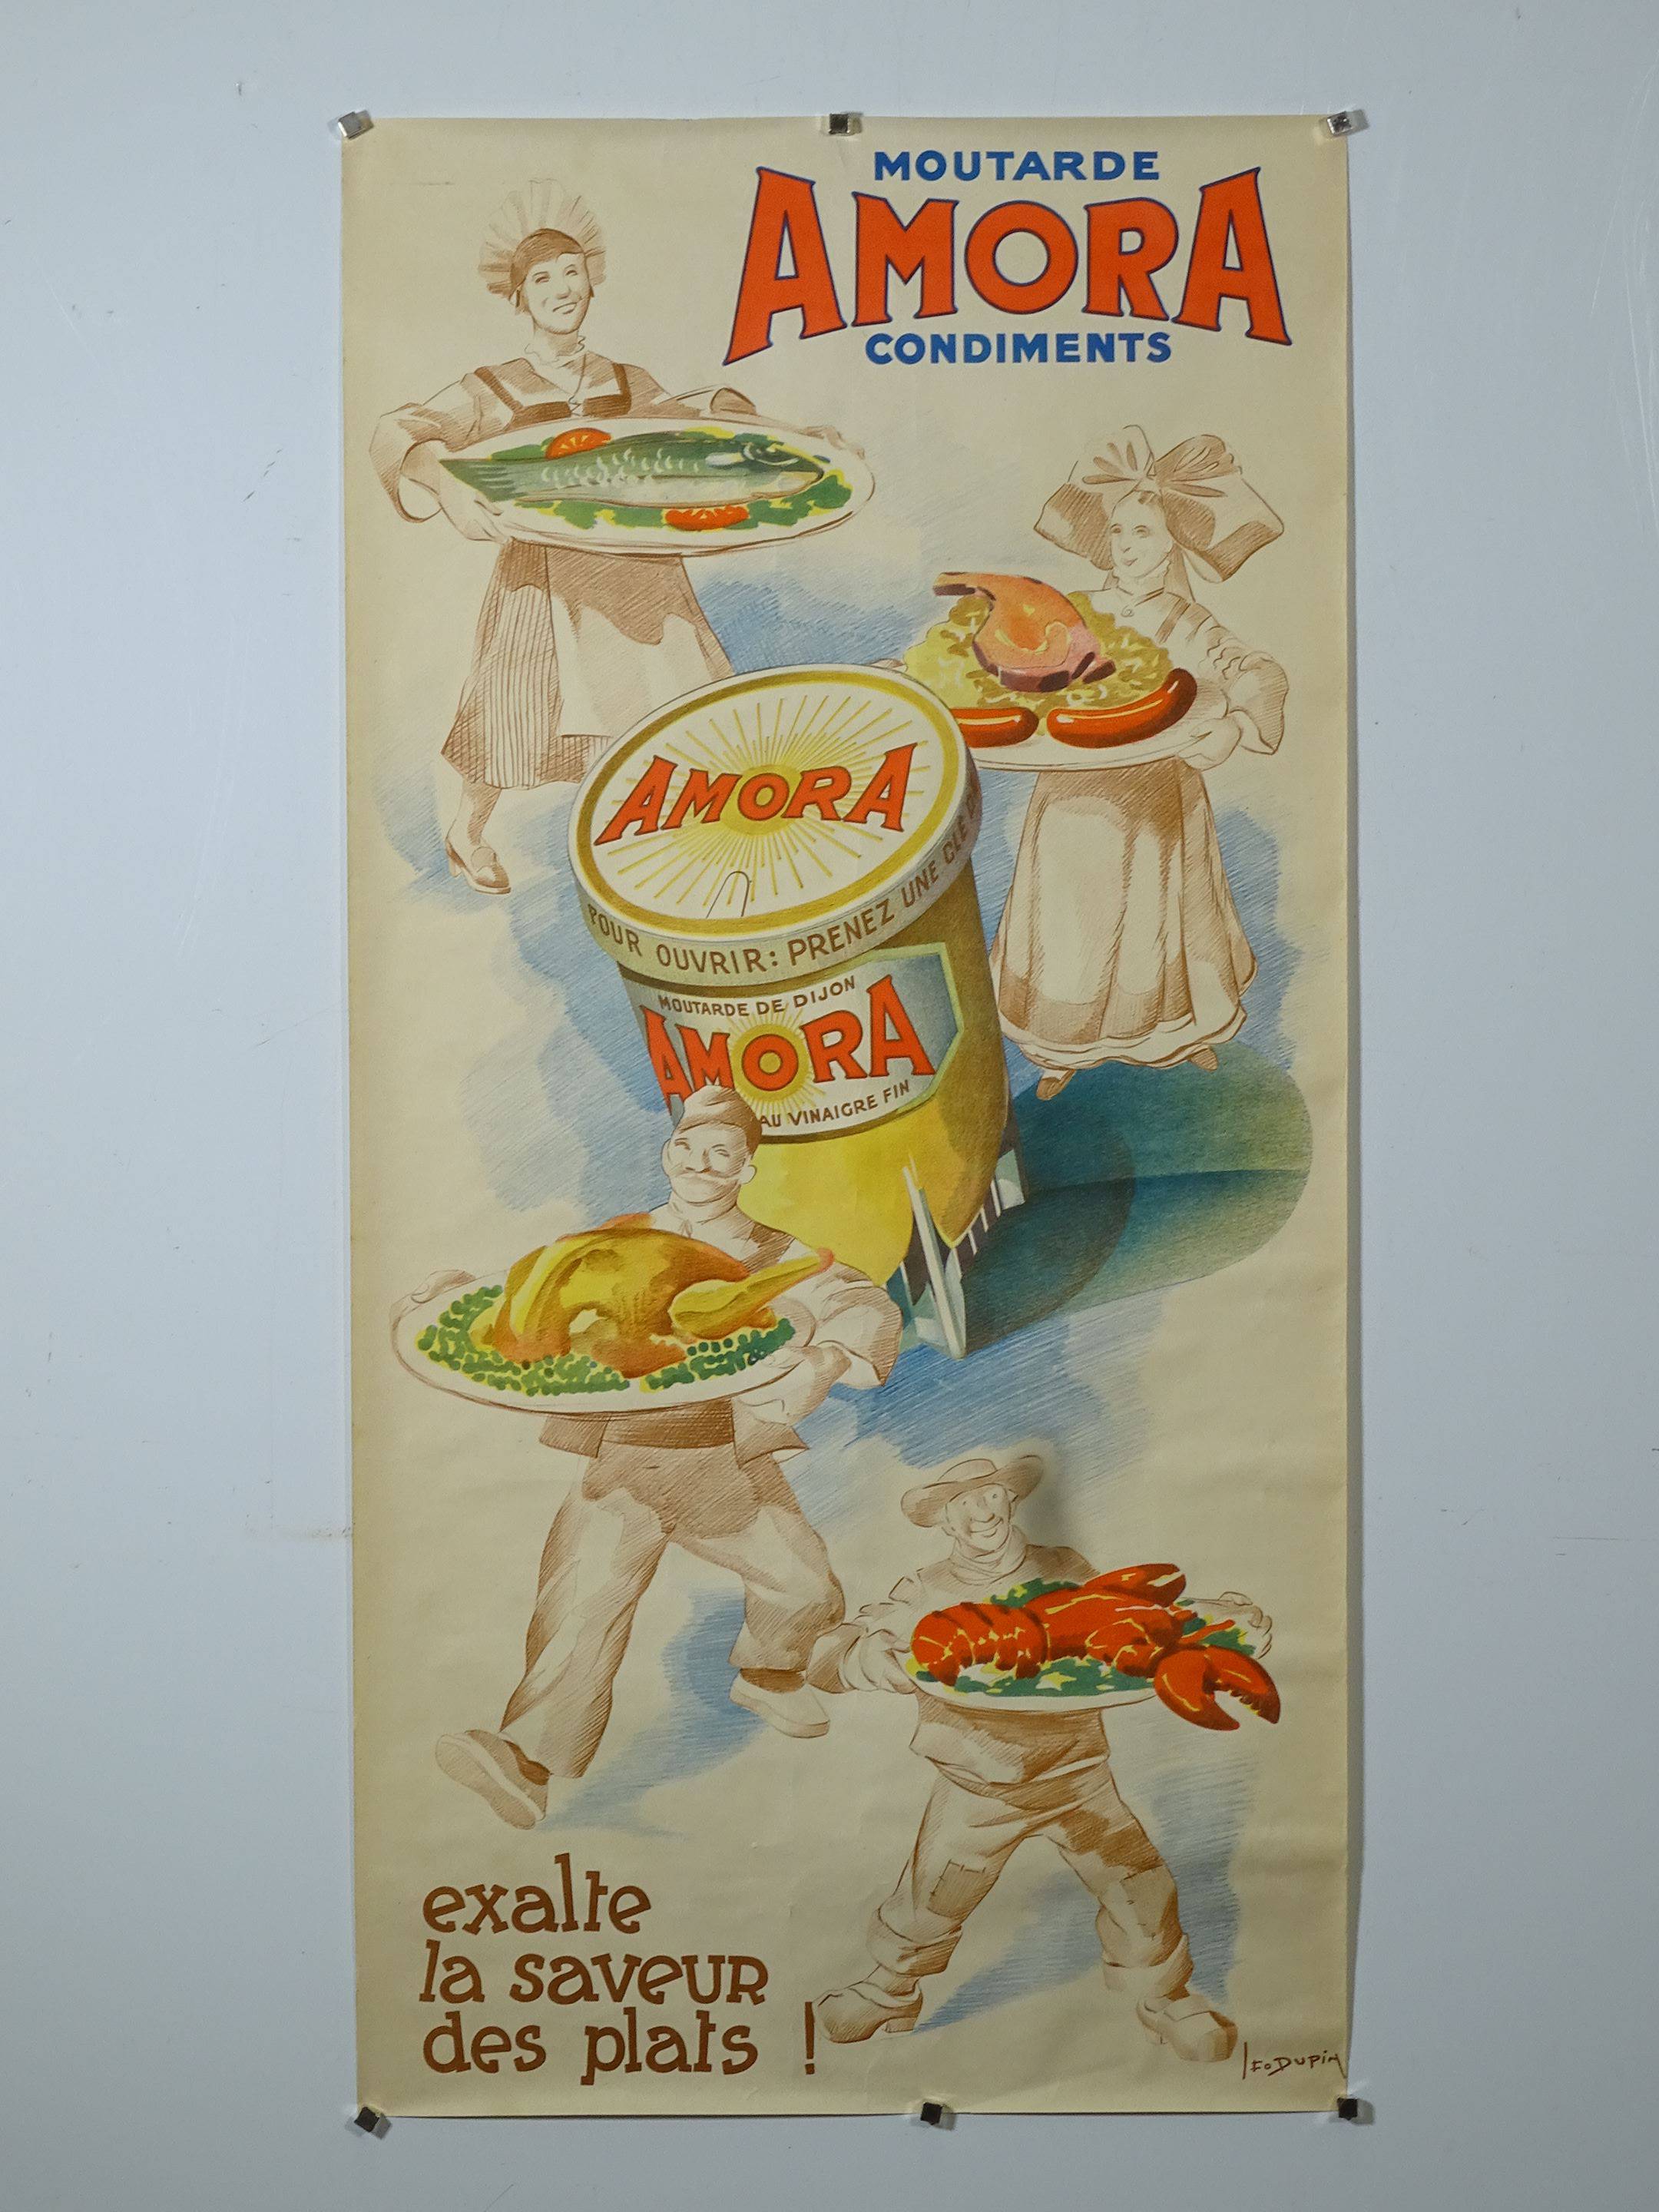 MOUTARDE
AMORA
CONDIMENTS
AMORA
POUR OUVRIR: PRENEZ UNE CLÉ
MOUTARDE DE DIJON
AMORA
AU VINAIGRE FIN
exalte
la saveur
des plats !
LEO DUPIN